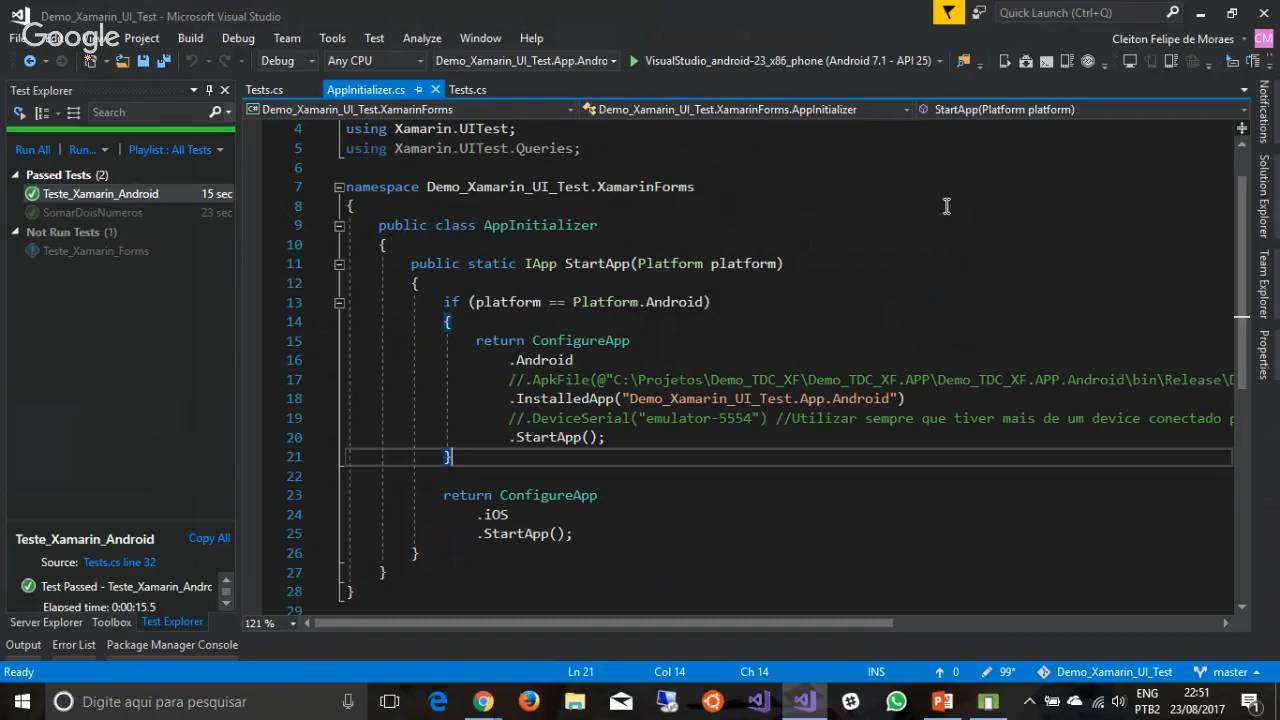 Demo_Xamarin_UI_Test - Microsoft Visual Studio
Quick Launch (Ctrl+Q)
Google
Project Build Debug Team Tools Test Analyze Window Help
Cleiton Felipe de Moraes CM
Debug Any CPU Demo_Xamarin_UI_Test.App.Andro VisualStudio_android-23_x86_phone (Android 7.1 - API 25)
Test Explorer
Tests.cs AppInitializer.cs Tests.cs
Search
Demo_Xamarin_UI_Test.XamarinForms Demo_Xamarin_UI_Test.XamarinForms.AppInitializer StartApp(Platform platform)
Run All Run... Playlist : All Tests
Passed Tests (2)
Teste_Xamarin_Android 15 sec
SomarDoisNumeros 23 sec
Not Run Tests (1)
Teste_Xamarin_Forms
4 using Xamarin.UITest;
5 using Xamarin.UITest.Queries;
6
7 namespace Demo_Xamarin_UI_Test.XamarinForms
8 {
9 public class AppInitializer
10 {
11 public static IApp StartApp(Platform platform)
12 {
13 if (platform == Platform.Android)
14 {
15 return ConfigureApp
16 .Android
17 //.ApkFile(@"C:\Projetos\Demo_TDC_XF\Demo_TDC_XF.APP\Demo_TDC_XF.APP.Android\bin\Release\D
18 .InstalledApp("Demo_Xamarin_UI_Test.App.Android")
19 //.DeviceSerial("emulator-5554") //Utilizar sempre que tiver mais de um device conectado p
20 .StartApp();
21 }
22
23 return ConfigureApp
24 .iOS
25 .StartApp();
26 }
27 }
28 }
29
Notifications
Solution Explorer
Team Explorer
Properties
Teste_Xamarin_Android Copy All
Source: Tests.cs line 32
Test Passed - Teste_Xamarin_Andrc
Elapsed time: 0:00:15.5
Server Explorer Toolbox Test Explorer
121 %
Output Error List Package Manager Console
Ready Ln 21 Col 14 Ch 14 INS 0 99* Demo_Xamarin_UI_Test master
Digite aqui para pesquisar
ENG
PTB2
22:51
23/08/2017
1